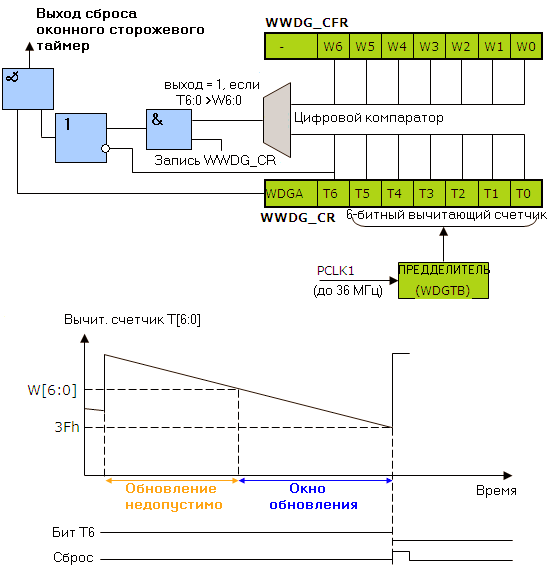 Выход сброса
оконного сторожевого
таймер
WWDG_CFR
- W6 W5 W4 W3 W2 W1 W0
&
выход = 1, если
T6:0 >W6:0
1
&
Цифровой компаратор
Запись WWDG_CR
WDGA T6 T5 T4 T3 T2 T1 T0
WWDG_CR
6-битный вычитающий счетчик
PCLK1
(до 36 МГц)
ПРЕДДЕЛИТЕЛЬ
(WDGTB)
Вычит. счетчик T[6:0]
W[6:0]
3Fh
Обновление
недопустимо
Окно
обновления
Время
Бит T6
Сброс